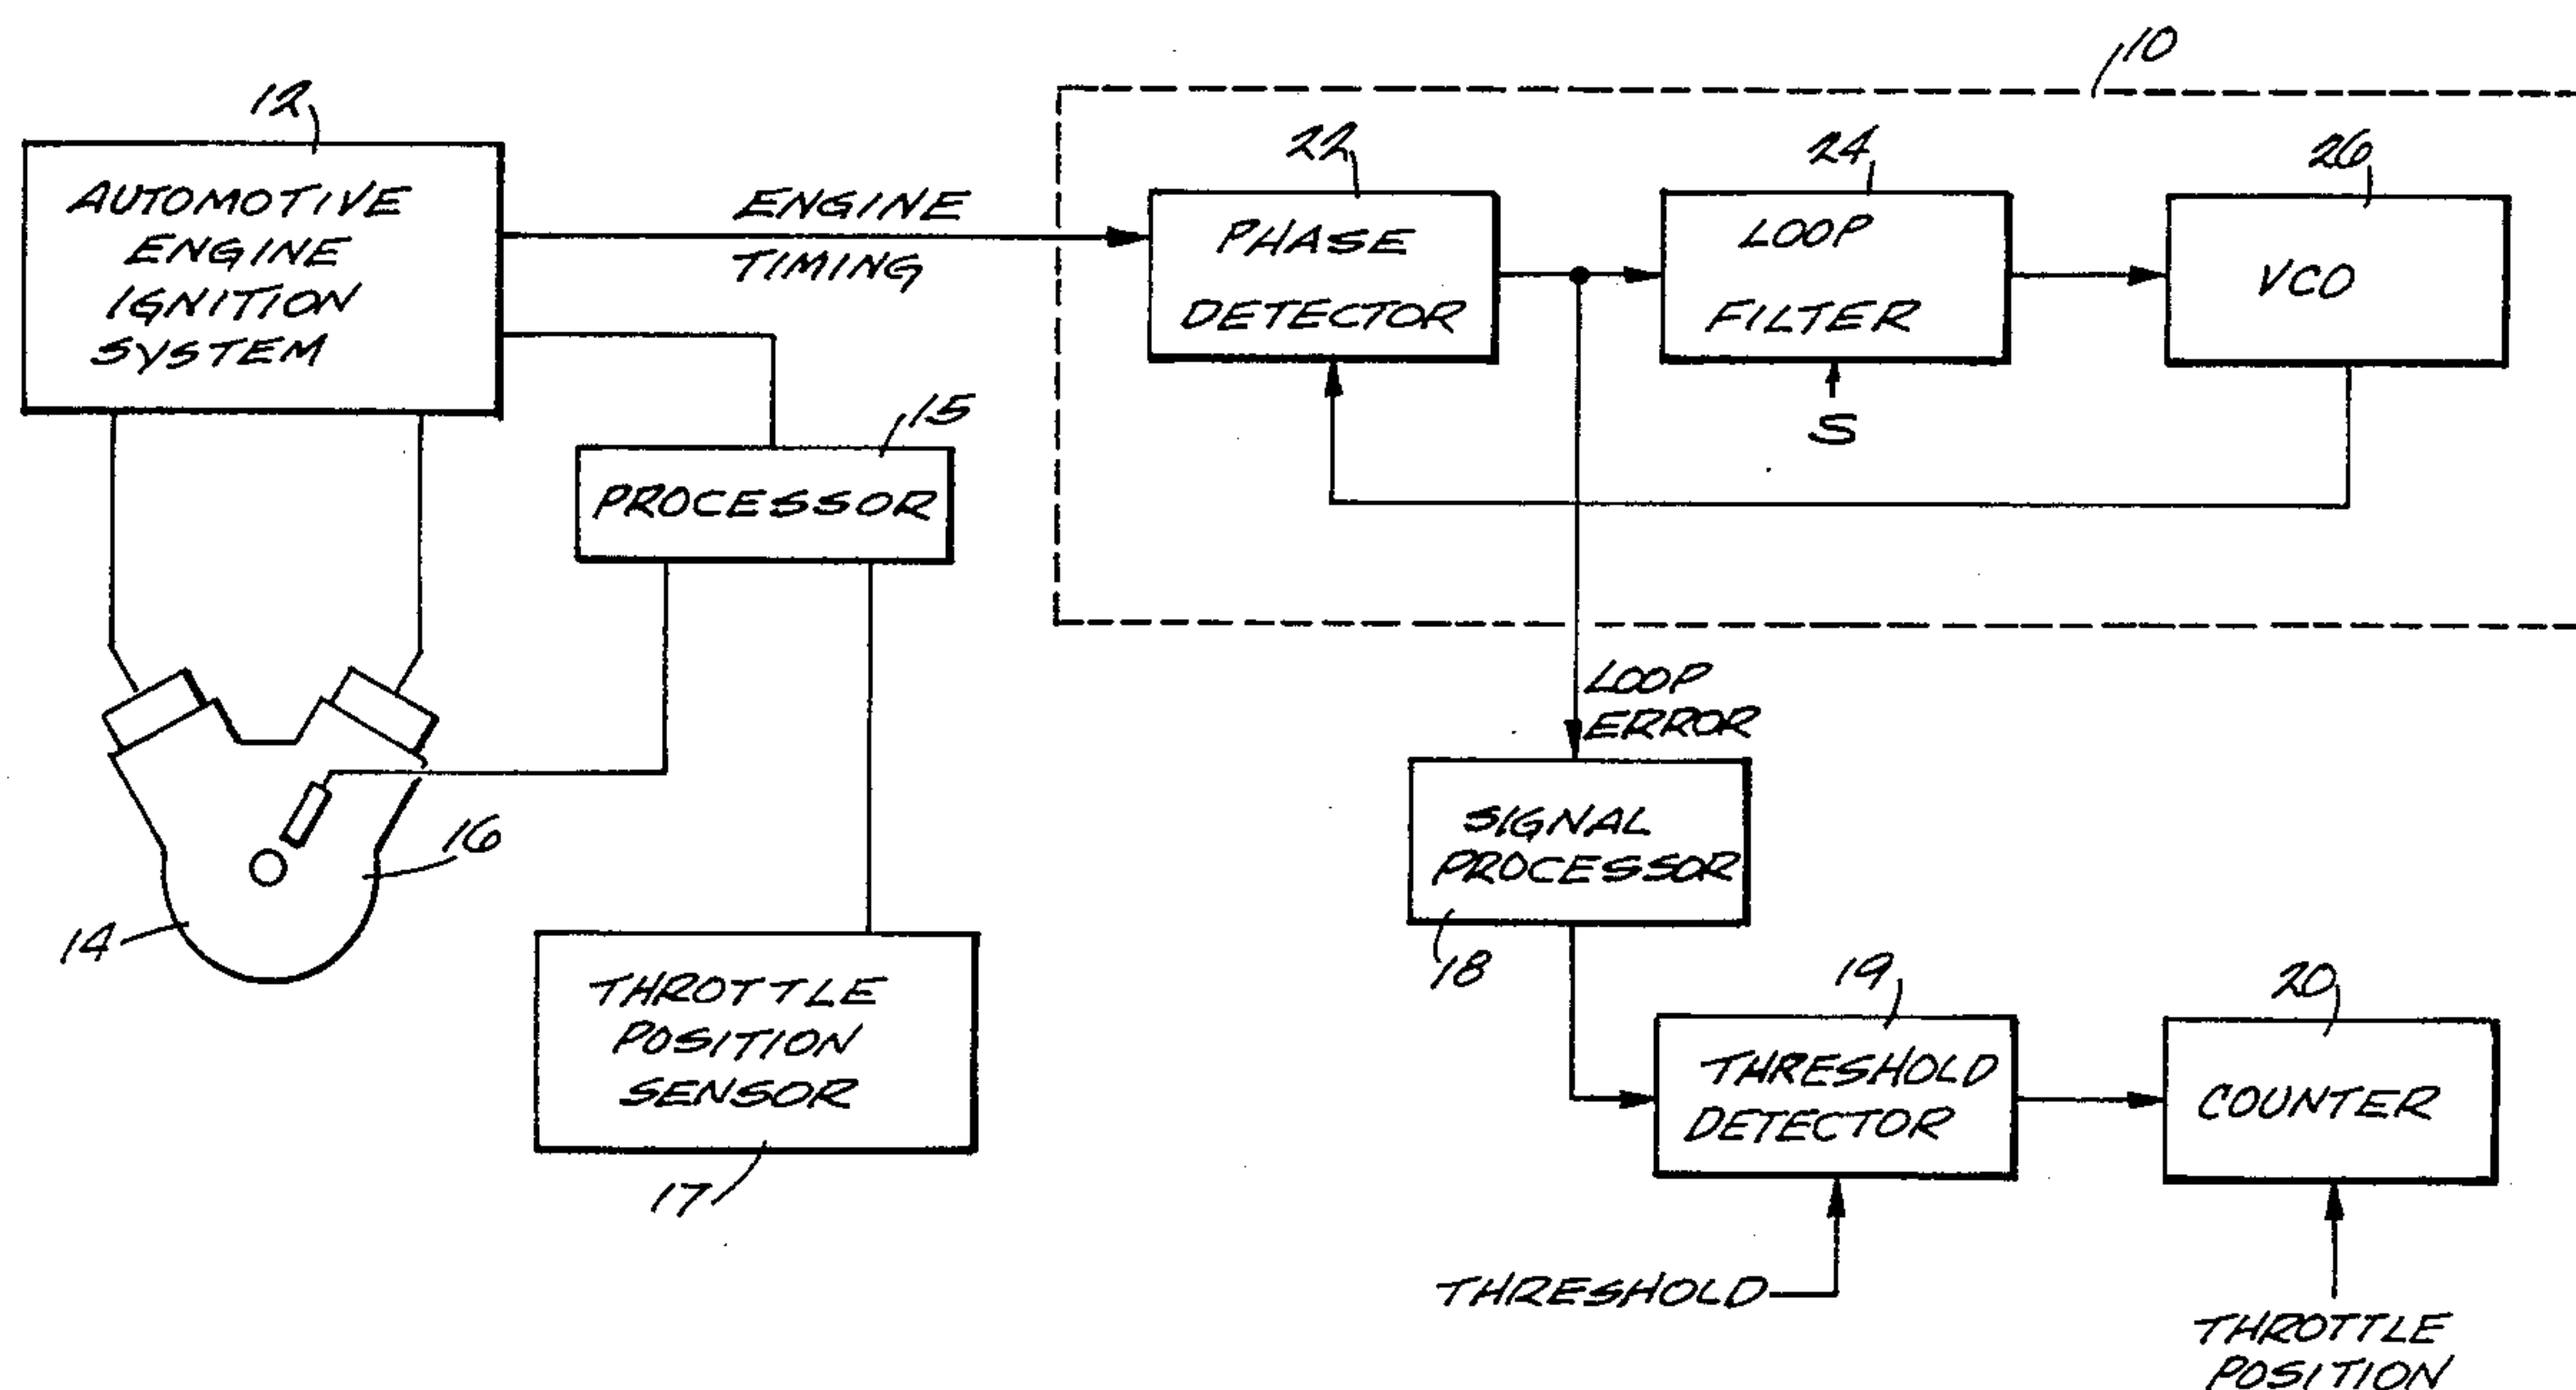 10
12
AUTOMOTIVE
ENGINE
IGNITION
SYSTEM
ENGINE
TIMING
22
PHASE
DETECTOR
24
LOOP
FILTER
S
26
VCO
15
PROCESSOR
LOOP
ERROR
16
14
SIGNAL
PROCESSOR
18
THROTTLE
POSITION
SENSOR
17
19
THRESHOLD
DETECTOR
20
COUNTER
THRESHOLD
THROTTLE
POSITION